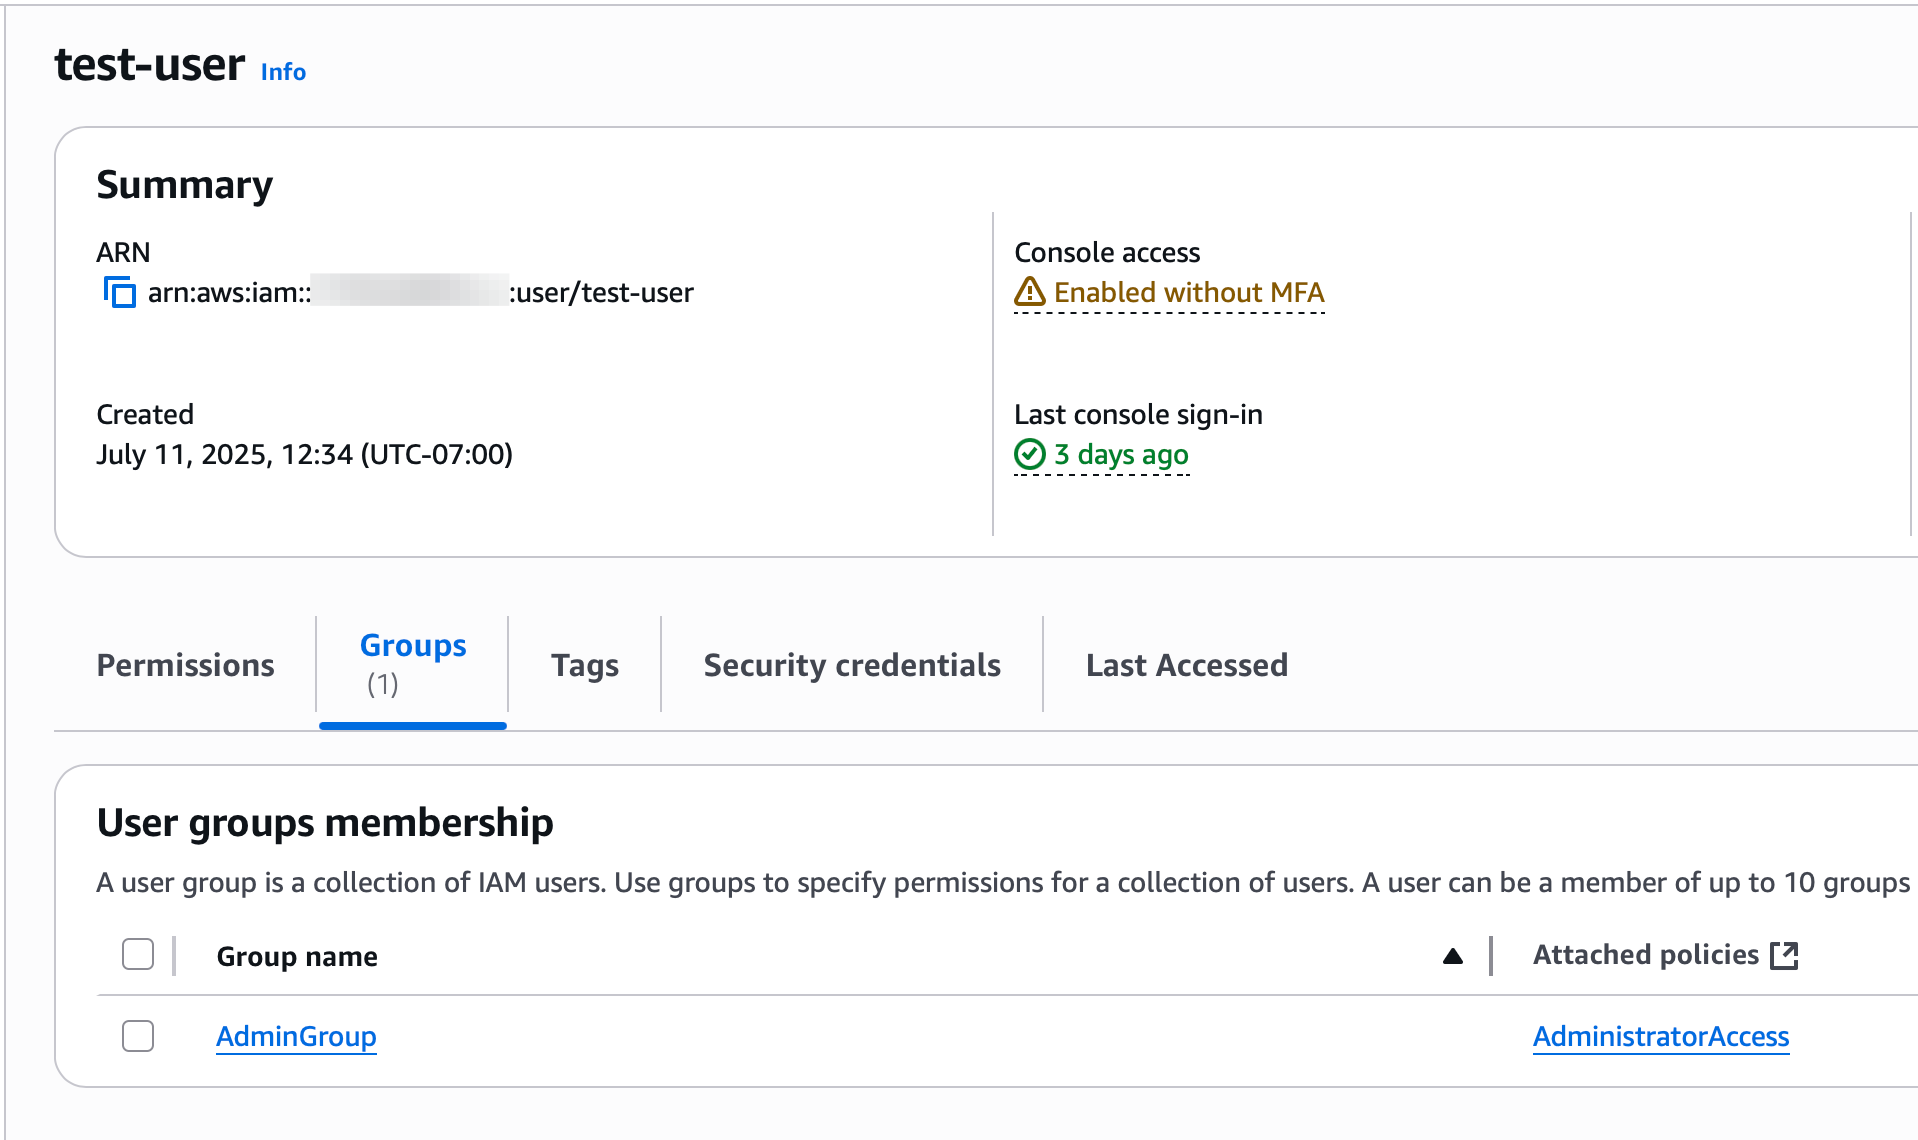 test-user Info
Summary
ARN
arn:aws:iam:: :user/test-user
Console access
Enabled without MFA
Created
July 11, 2025, 12:34 (UTC-07:00)
Last console sign-in
3 days ago
Permissions
Groups
(1)
Tags
Security credentials
Last Accessed
User groups membership
A user group is a collection of IAM users. Use groups to specify permissions for a collection of users. A user can be a member of up to 10 groups
Group name
Attached policies
AdminGroup
AdministratorAccess